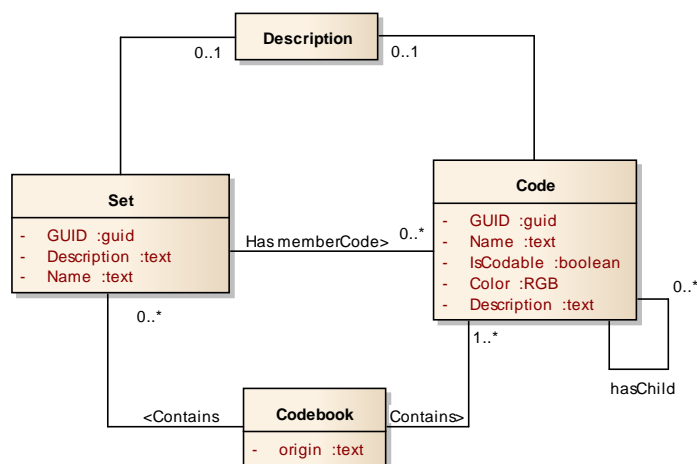 Description
0..1
0..1
Set
- GUID :guid
- Description :text
- Name :text
Has memberCode>
0..*
Code
- GUID :guid
- Name :text
- IsCodable :boolean
- Color :RGB
- Description :text
0..*
hasChild
0..*
1..*
<Contains
Codebook
- origin :text
Contains>